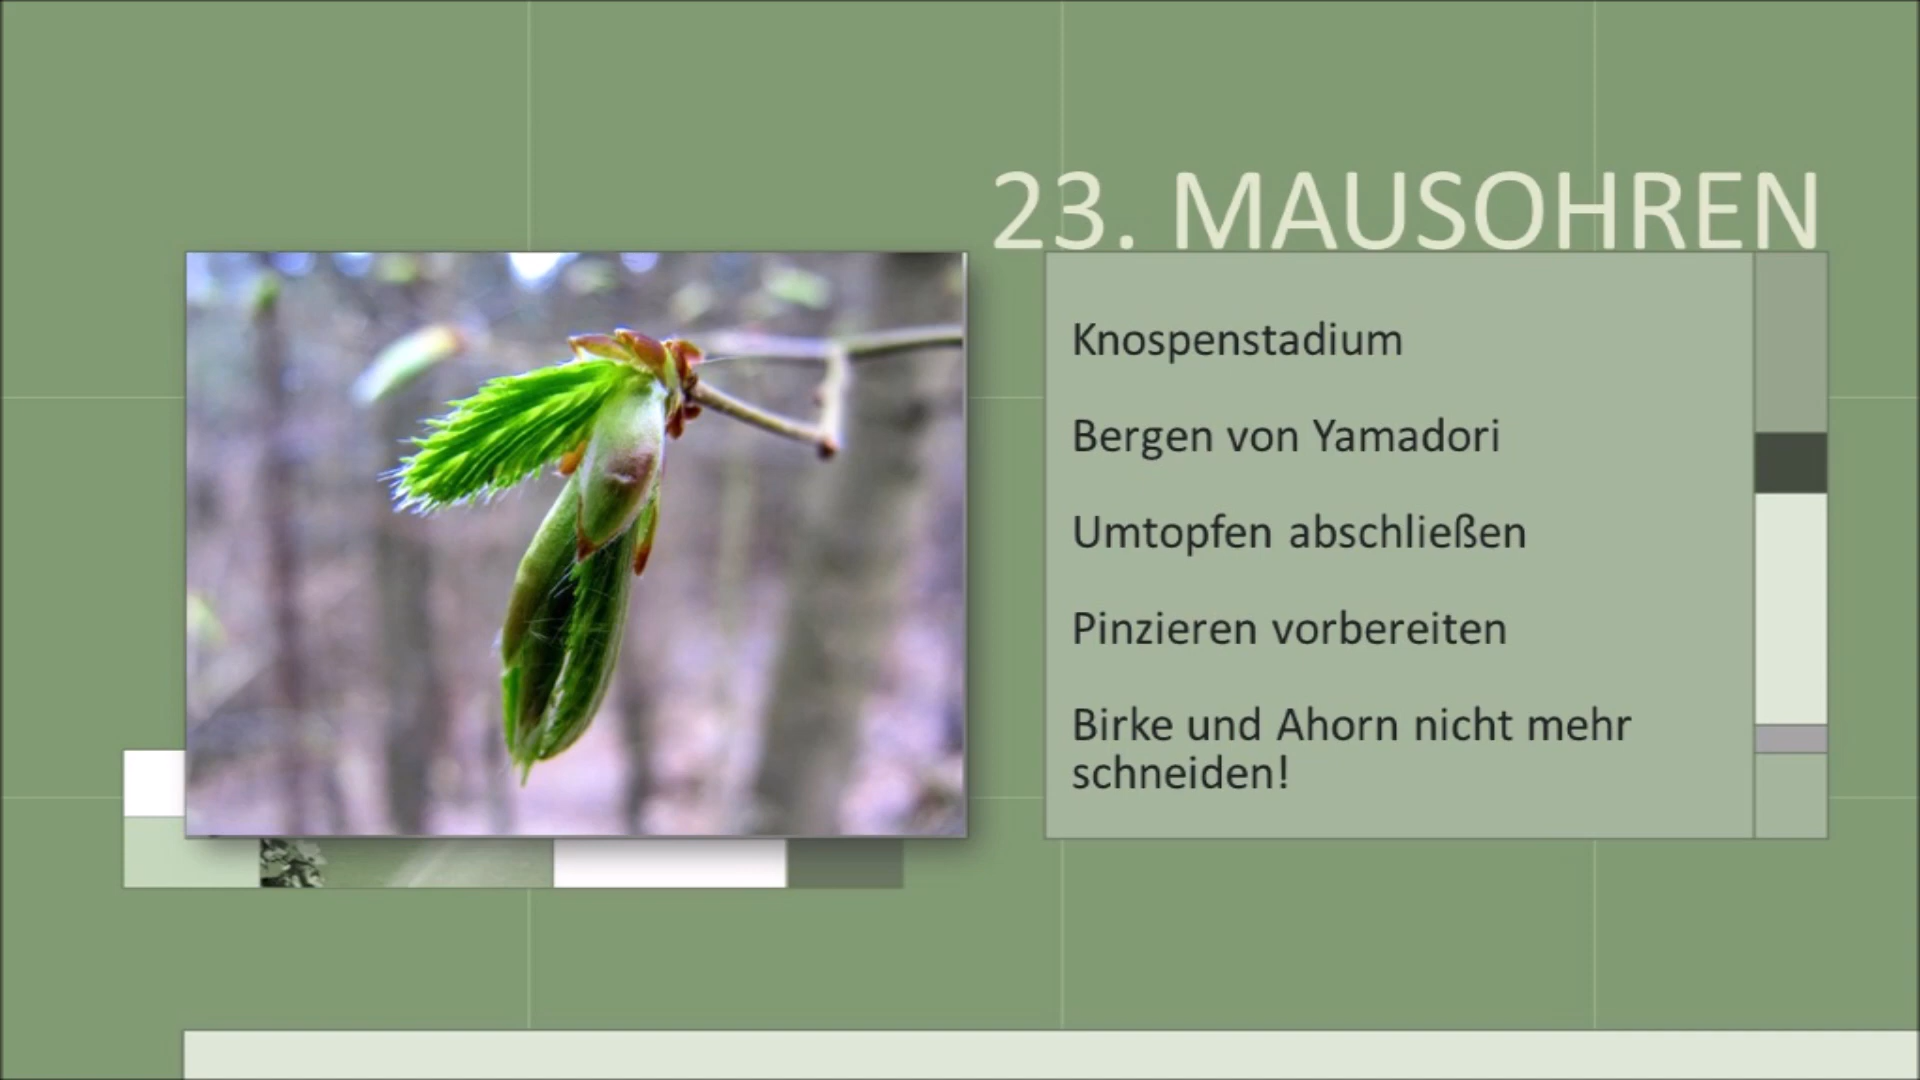 23. MAUSOHREN
Knospenstadium
Bergen von Yamadori
Umtopfen abschließen
Pinzieren vorbereiten
Birke und Ahorn nicht mehr
schneiden!